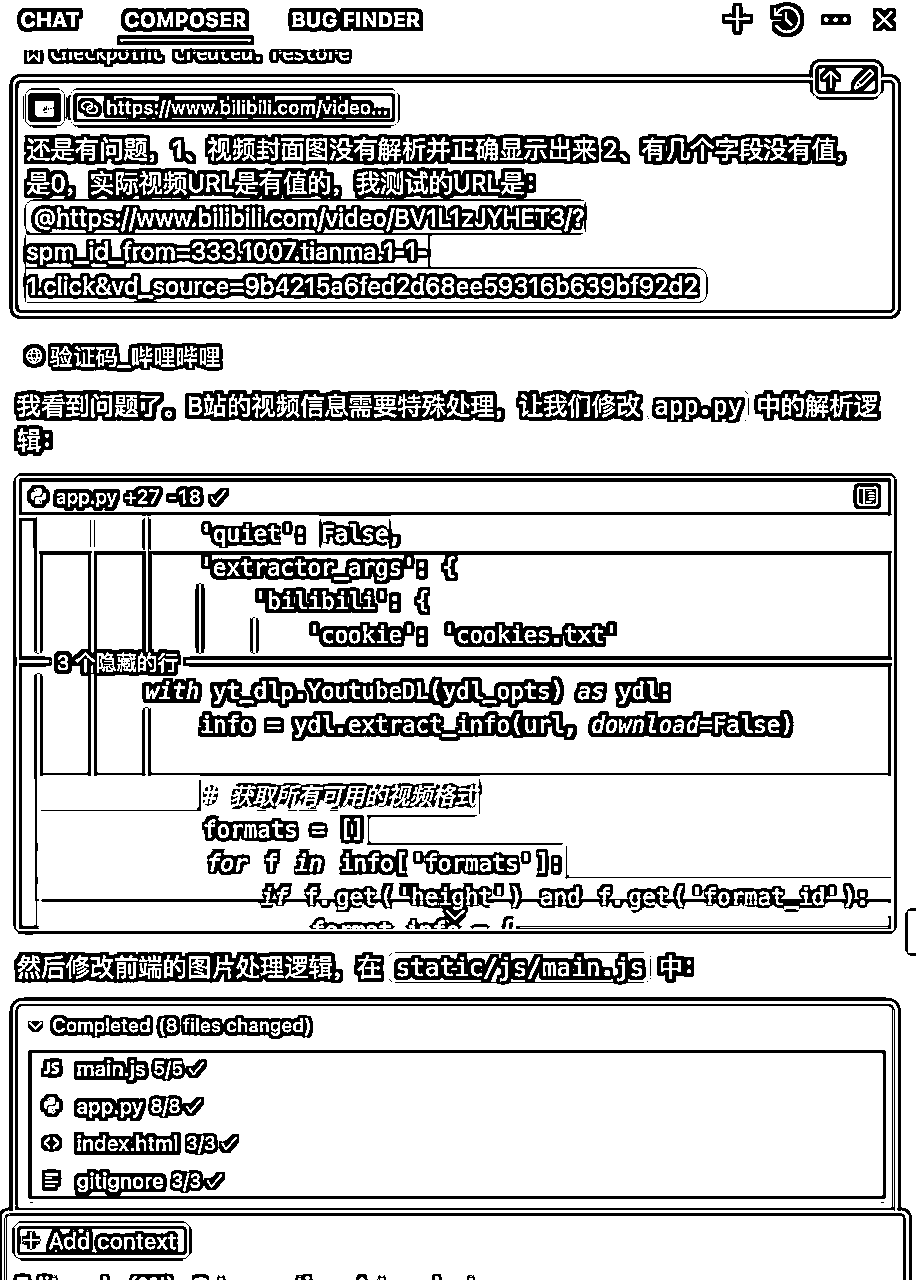 CHAT COMPOSER BUG FINDER
Checkpoint created. restore
https://www.bilibili.com/video...
还是有问题，1、视频封面图没有解析并正确显示出来 2、有几个字段没有值，
是0，实际视频URL是有值的，我测试的URL是：
@https://www.bilibili.com/video/BV1L1zJYHET3/?
spm_id_from=333.1007.tianma.1-1-
1.click&vd_source=9b4215a6fed2d68ee59316b639bf92d2
验证码_哔哩哔哩
我看到问题了。B站的视频信息需要特殊处理，让我们修改 app.py 中的解析逻
辑：
app.py +27 -18
'quiet': False,
'extractor_args': {
'bilibili': {
'cookie': 'cookies.txt'
3 个隐藏的行
with yt_dlp.YoutubeDL(ydl_opts) as ydl:
info = ydl.extract_info(url, download=False)
# 获取所有可用的视频格式
formats = []
for f in info['formats']:
if f.get('height') and f.get('format_id'):
format_info = {
然后修改前端的图片处理逻辑，在 static/js/main.js 中：
Completed (8 files changed)
JS main.js 5/5
app.py 8/8
index.html 3/3
gitignore 3/3
Add context